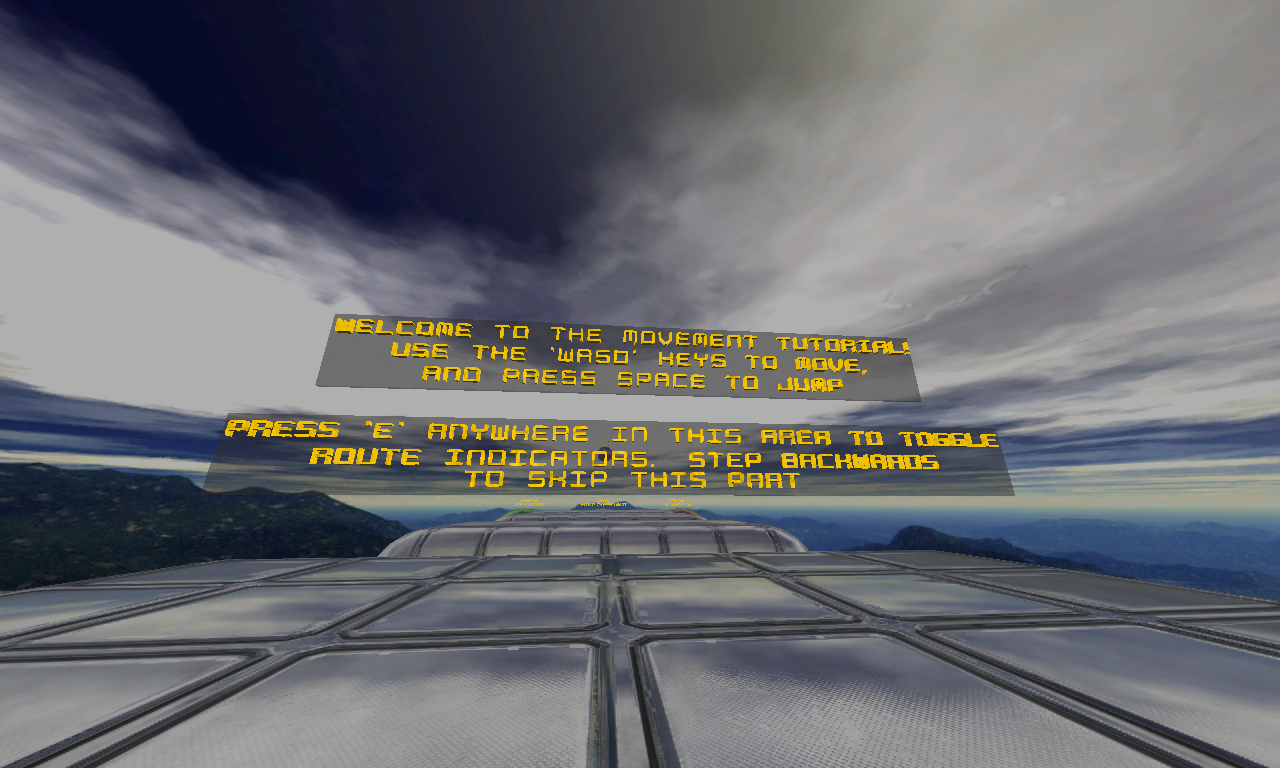 WELCOME TO THE MOVEMENT TUTORIAL!
USE THE 'WASD' KEYS TO MOVE,
AND PRESS SPACE TO JUMP
PRESS 'E' ANYWHERE IN THIS AREA TO TOGGLE
ROUTE INDICATORS. STEP BACKWARDS
TO SKIP THIS PART